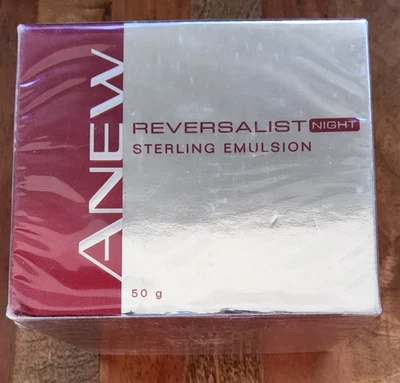 ANEW
REVERSALIST NIGHT
STERLING EMULSION
50 g